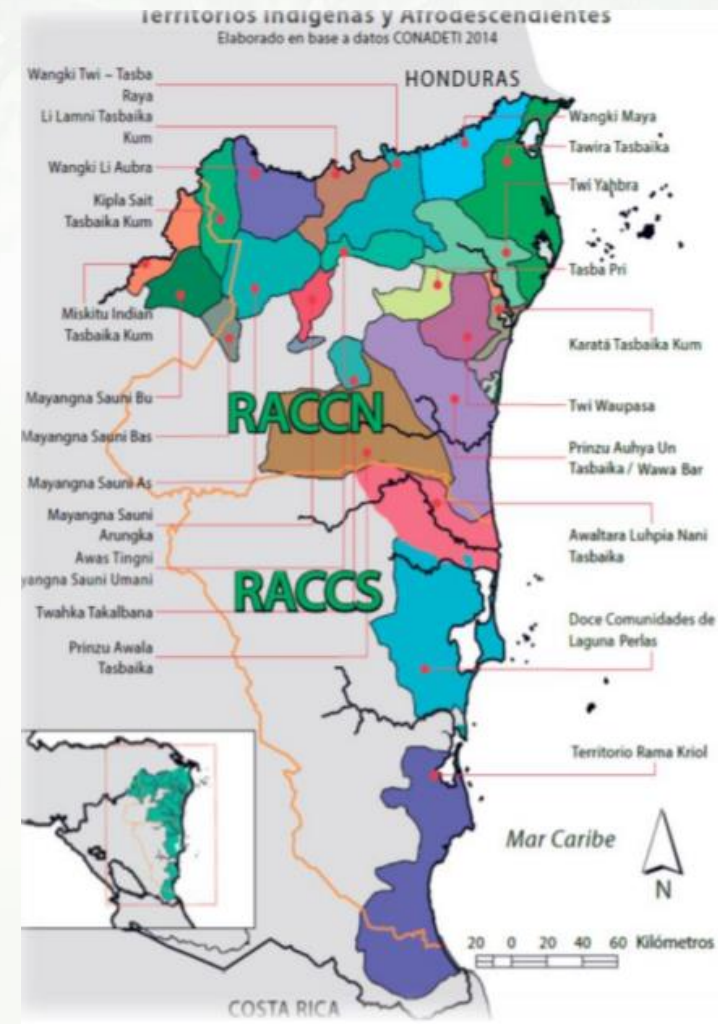 Territorios Indígenas y Afrodescendientes
Elaborado en base a datos CONADETI 2014
HONDURAS
Wangki Twi – Tasba
Raya
Li Lamni Tasbaika
Kum
Wangki Li Aubra
Kipla Sait
Tasbaika Kum
Miskitu Indian
Tasbaika Kum
Mayangna Sauni Bu
Mayangna Sauni Bas
Mayangna Sauni As
Mayangna Sauni
Arungka
Awas Tingni
yangna Sauni Umani
Twahka Takalbana
Prinzu Awala
Tasbaika
Wangki Maya
Tawira Tasbaika
Twi Yahbra
Tasba Pri
Karatá Tasbaika Kum
Twi Waupasa
Prinzu Auhya Un
Tasbaika / Wawa Bar
Awaltara Luhpia Nani
Tasbaika
Doce Comunidades de
Laguna Perlas
Territorio Rama Kriol
RACCN
RACCS
Mar Caribe
N
20 0 20 40 60 Kilómetros
COSTA RICA